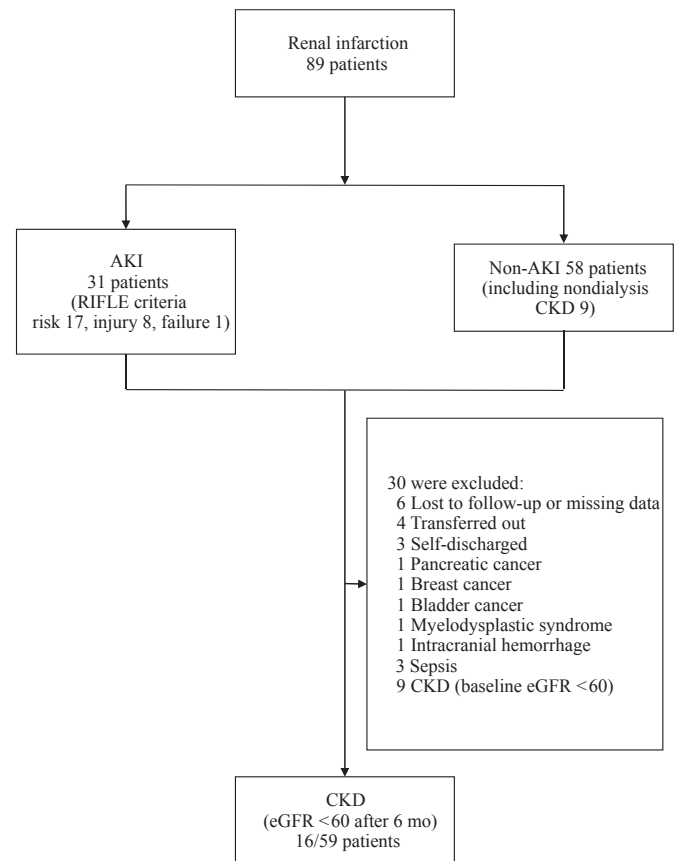 Renal infarction
89 patients
AKI
31 patients
(RIFLE criteria
risk 17, injury 8, failure 1)
Non-AKI 58 patients
(including nondialysis
CKD 9)
30 were excluded:
6 Lost to follow-up or missing data
4 Transferred out
3 Self-discharged
1 Pancreatic cancer
1 Breast cancer
1 Bladder cancer
1 Myelodysplastic syndrome
1 Intracranial hemorrhage
3 Sepsis
9 CKD (baseline eGFR <60)
CKD
(eGFR <60 after 6 mo)
16/59 patients